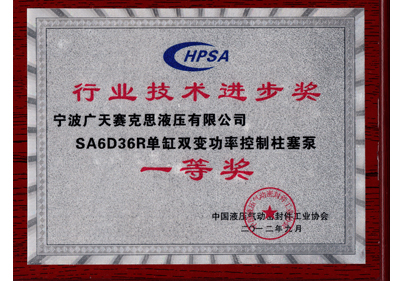 CHPSA
行业技术进步奖
宁波广天赛克思液压有限公司
SA6D36R单缸双变功率控制柱塞泵
一等奖
中国液压气动密封件工业协会
二〇一二年九月